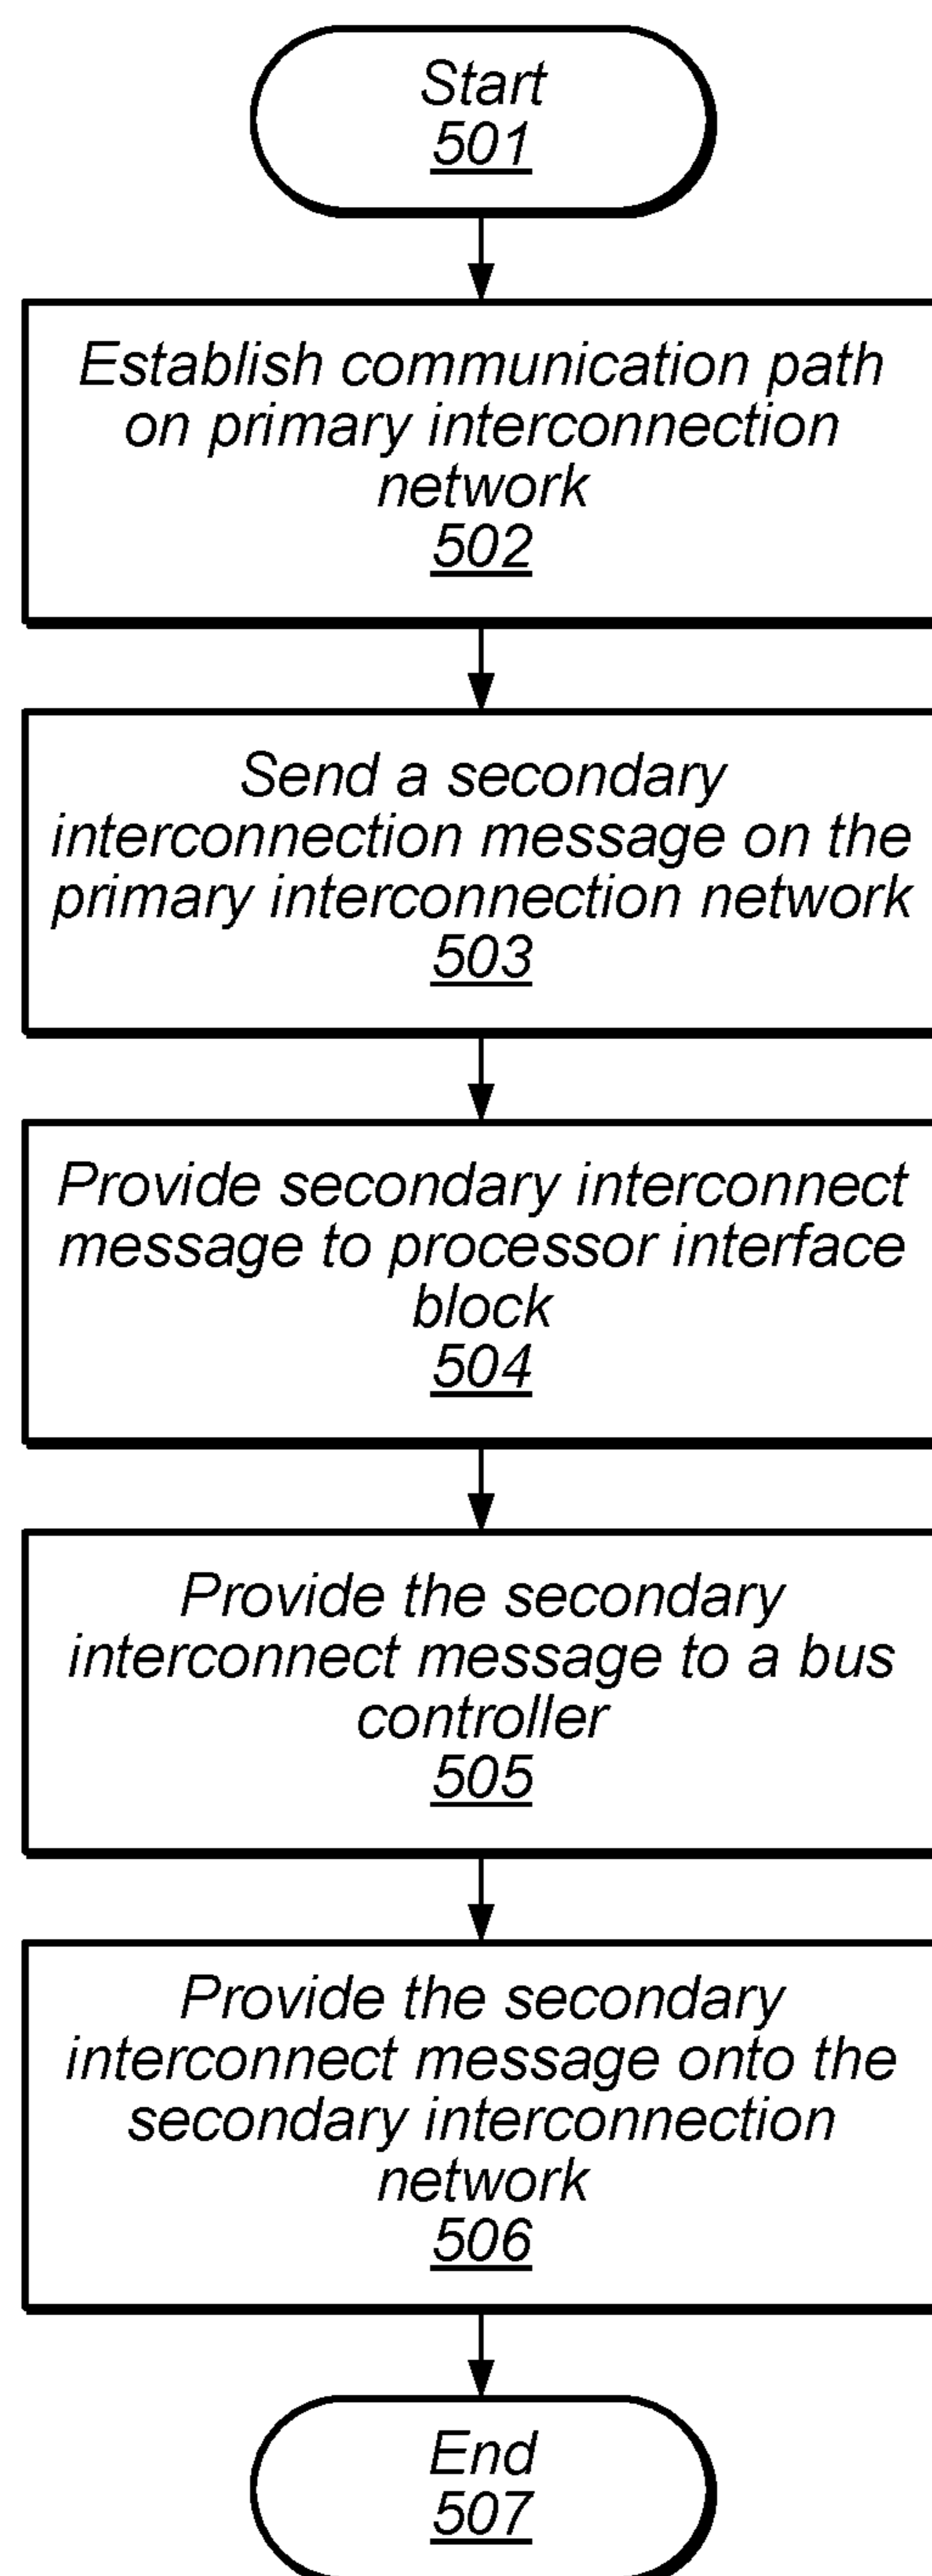 Start
501
Establish communication path
on primary interconnection
network
502
Send a secondary
interconnection message on the
primary interconnection network
503
Provide secondary interconnect
message to processor interface
block
504
Provide the secondary
interconnect message to a bus
controller
505
Provide the secondary
interconnect message onto the
secondary interconnection
network
506
End
507